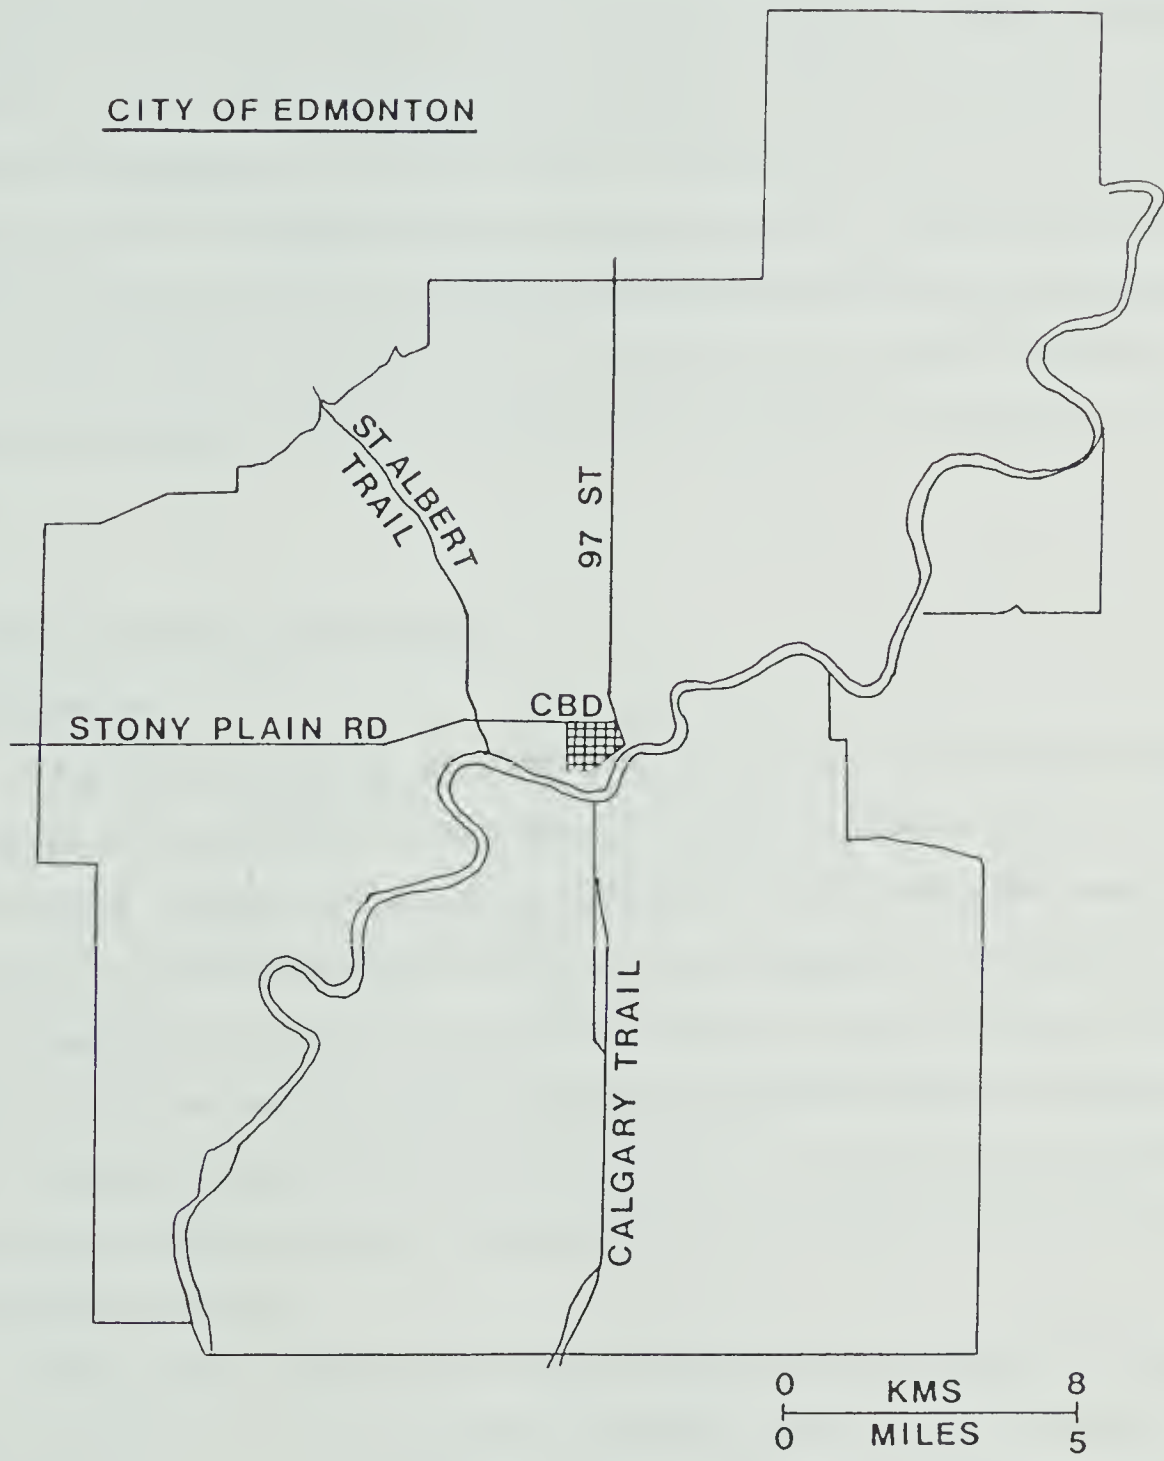 CITY OF EDMONTON
ST ALBERT
TRAIL
97 ST
CBD
STONY PLAIN RD
CALGARY TRAIL
0 KMS 8
0 MILES 5